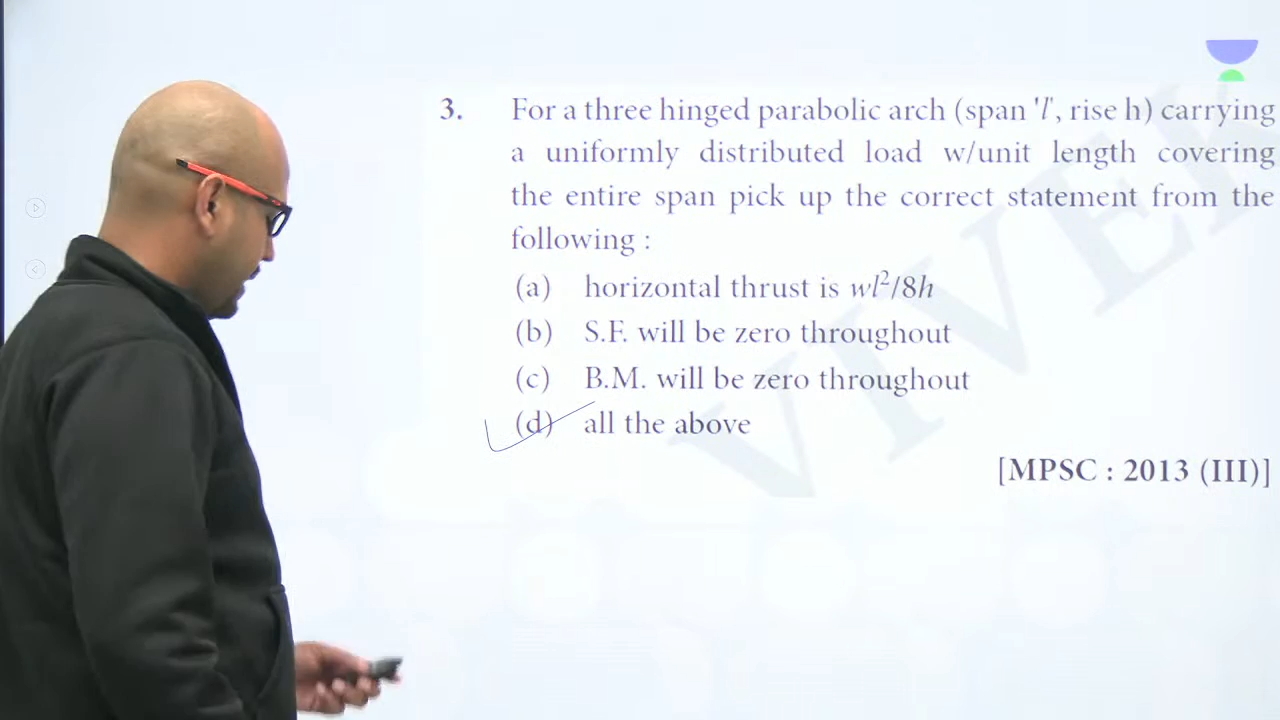 3. For a three hinged parabolic arch (span 'l', rise h) carrying
a uniformly distributed load w/unit length covering
the entire span pick up the correct statement from the
following :
(a) horizontal thrust is wl²/8h
(b) S.F. will be zero throughout
(c) B.M. will be zero throughout
(d) all the above
[MPSC : 2013 (III)]
VIVEK